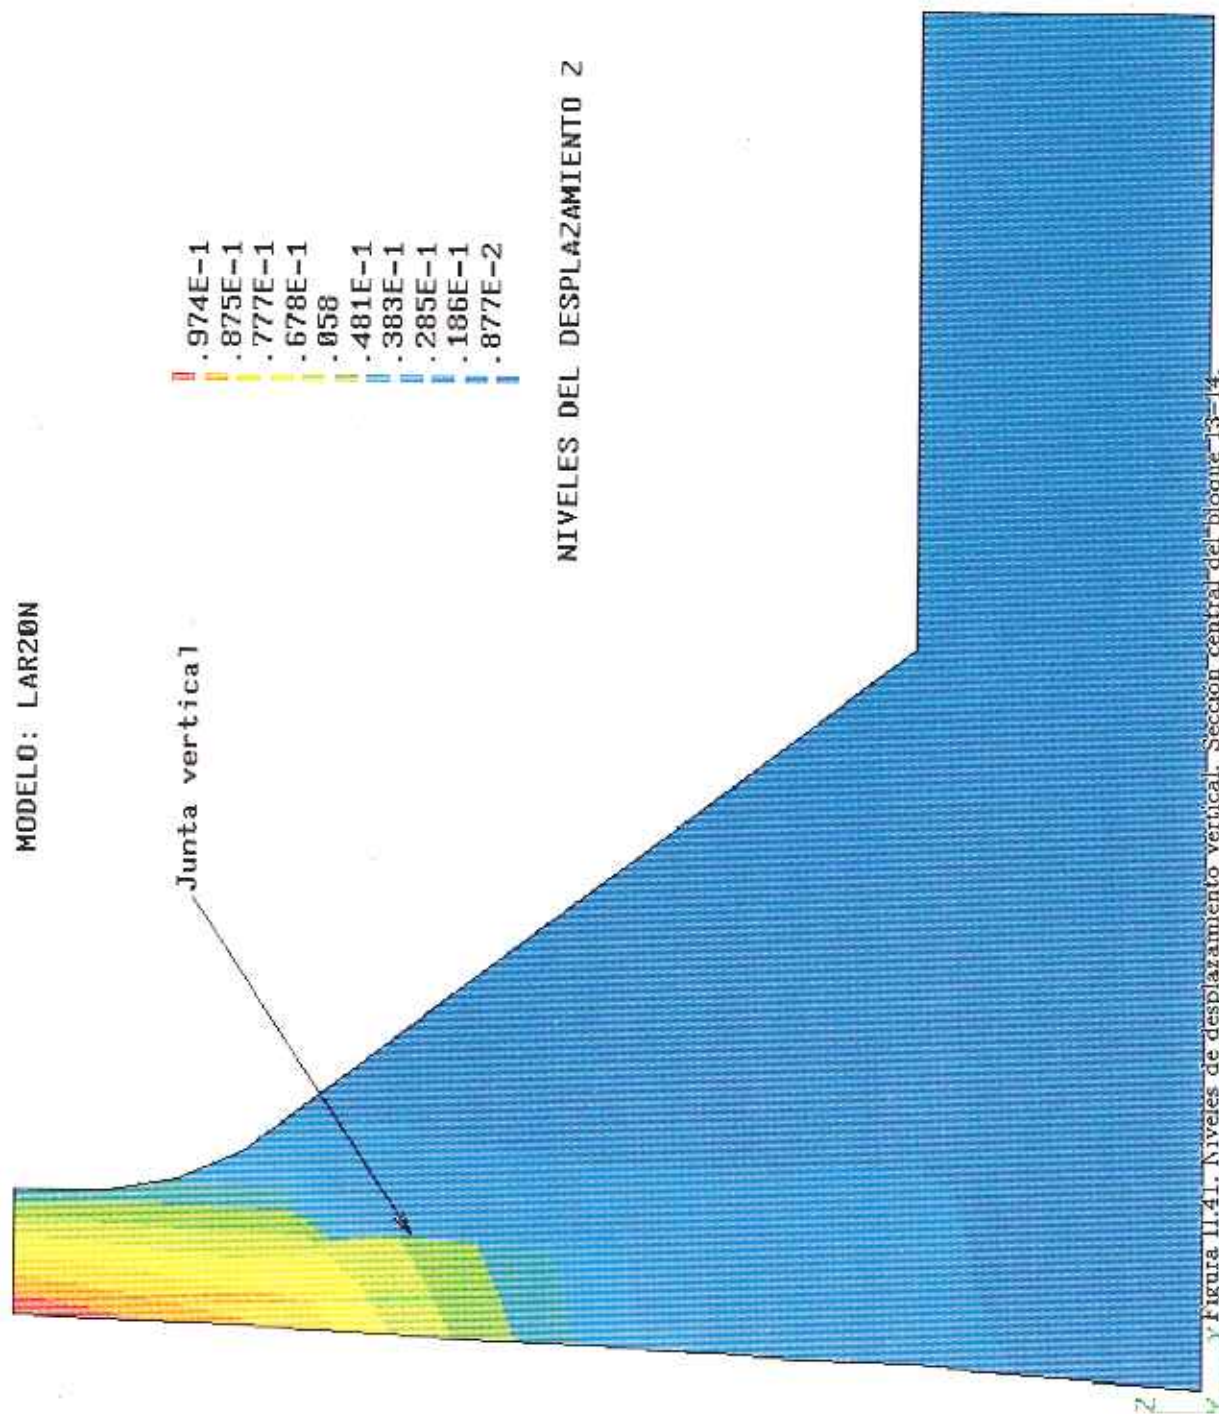 MODELO: LAR20N
Junta vertical
.974E-1
.875E-1
.777E-1
.678E-1
.058
.481E-1
.383E-1
.285E-1
.186E-1
.877E-2
NIVELES DEL DESPLAZAMIENTO Z
Z
Y Figura 11.41. Niveles de desplazamiento vertical. Sección central del bloque 13-14.